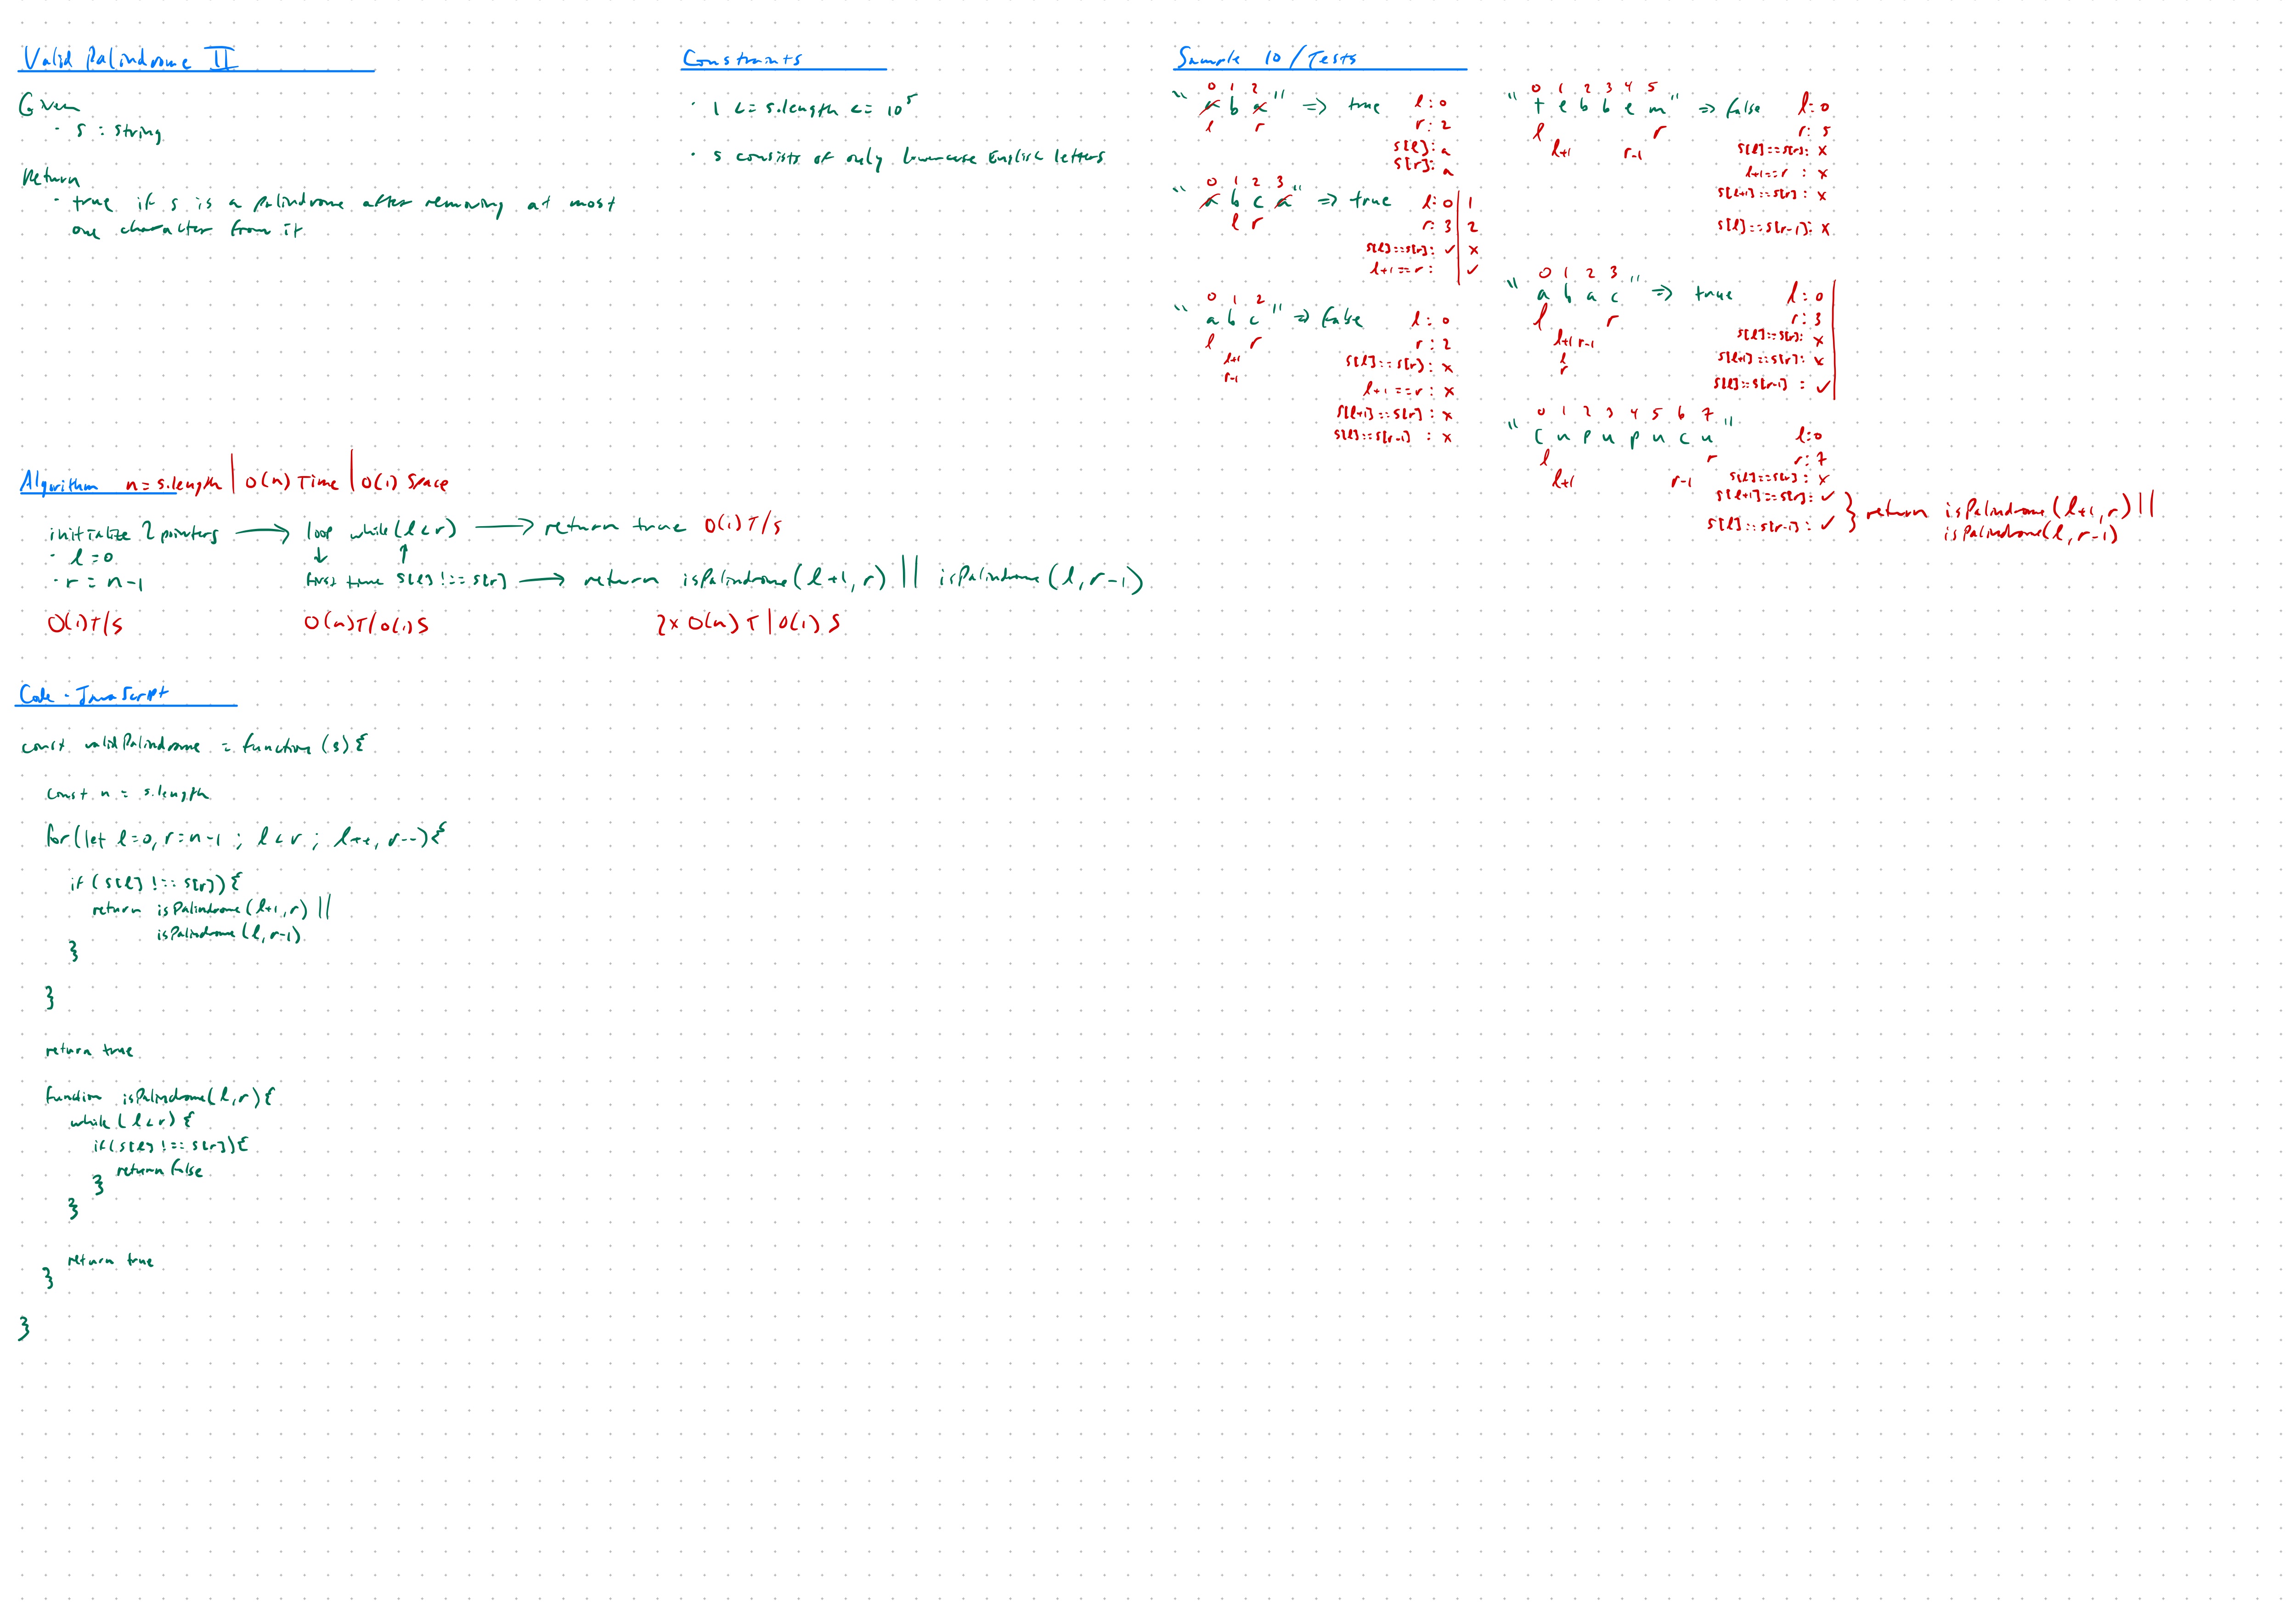 Valid Palindrome II
Given
· s : string
Return
· true if s is a palindrome after removing at most
one character from it
Constraints
· 1 <= s.length <= 10^5
· s consists of only lowercase English letters
Sample IO/Tests
0 1 2
"a b a" => true l: 0
l r r: 2
s[l]: a
s[r]: a
0 1 2 3
"a b c a" => true l: 0 | 1
l r r: 3 | 2
s[l]==s[r]: ✓ | x
l+1==r: | ✓
0 1 2
"a b c" => false l: 0
l r r: 2
l+1 s[l]==s[r]: x
r-1 l+1==r: x
s[l+1]==s[r]: x
s[l]==s[r-1] : x
0 1 2 3 4 5
"t e b b e m" => false l: 0
l r r: 5
l+1 r-1 s[l]==s[r]: x
l+1==r : x
s[l+1]==s[r]: x
s[l]==s[r-1]: x
0 1 2 3
"a b a c" => true l: 0
l r r: 3
l+1 r-1 s[l]==s[r]: x
l s[l+1]==s[r]: x
r s[l]==s[r-1] : ✓
0 1 2 3 4 5 6 7
"c u p u p u c u" l: 0
l r r: 7
l+1 r-1 s[l]==s[r]: x
s[l+1]==s[r]: ✓ } return isPalindrome(l+1, r) ||
s[l]==s[r-1]: ✓ isPalindrome(l, r-1)
Algorithm n = s.length | O(n) Time | O(1) Space
initialize 2 pointers → loop while(l < r) → return true O(1) T/S
· l = 0 ↓ ↑
· r = n-1 first time s[l] !== s[r] → return isPalindrome(l+1, r) || isPalindrome(l, r-1)
O(1) T/S O(n) T/O(1) S 2x O(n) T | O(1) S
Code - JavaScript
const validPalindrome = function (s) {
const n = s.length
for(let l=0, r=n-1 ; l<r ; l++, r--) {
if (s[l] !== s[r]) {
return isPalindrome(l+1, r) ||
isPalindrome(l, r-1)
}
}
return true
function isPalindrome(l, r) {
while (l<r) {
if(s[l] !== s[r]) {
return false
}
}
return true
}
}